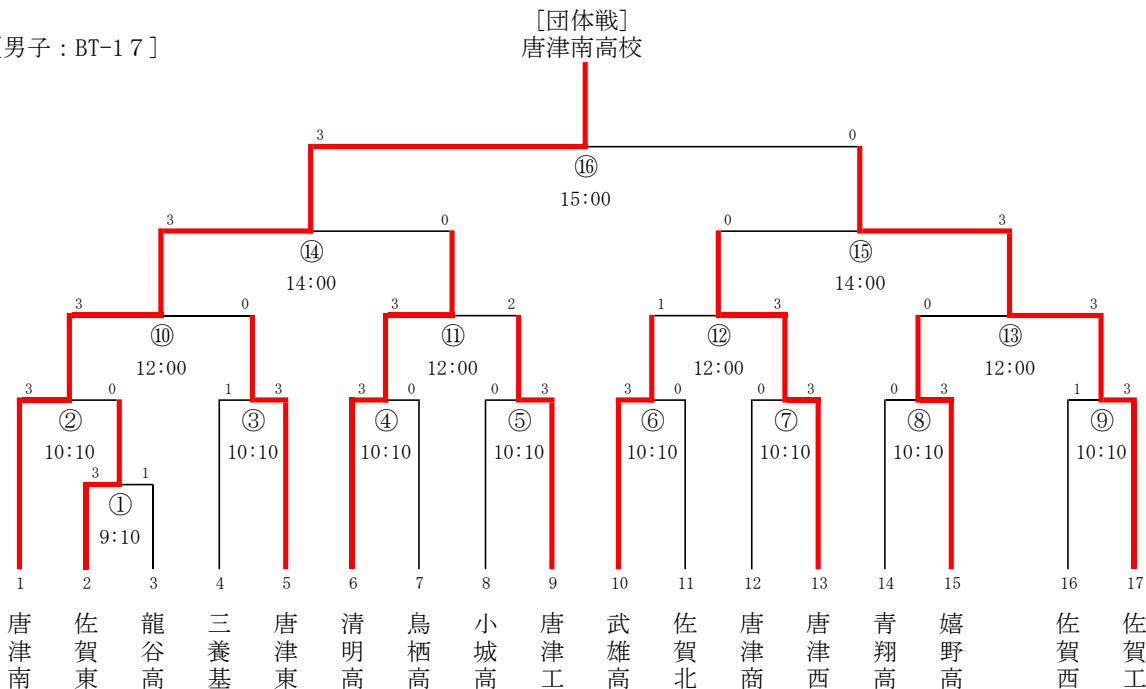 [団体戦]
[男子：BT-1７]
唐津南高校
3 0
⑯
15:00
3 0 0 3
⑭ ⑮
14:00 14:00
3 0 3 2 1 3 0 3
⑩ ⑪ ⑫ ⑬
12:00 12:00 12:00 12:00
3 0 1 3 3 0 0 3 3 0 0 3 0 3 1 3
② ③ ④ ⑤ ⑥ ⑦ ⑧ ⑨
10:10 10:10 10:10 10:10 10:10 10:10 10:10 10:10
3 1
①
9:10
1 2 3 4 5 6 7 8 9 10 11 12 13 14 15 16 17
唐津南
佐賀東
龍谷高
三養基
唐津東
清明高
鳥栖高
小城高
唐津工
武雄高
佐賀北
唐津商
唐津西
青翔高
嬉野高
佐賀西
佐賀工